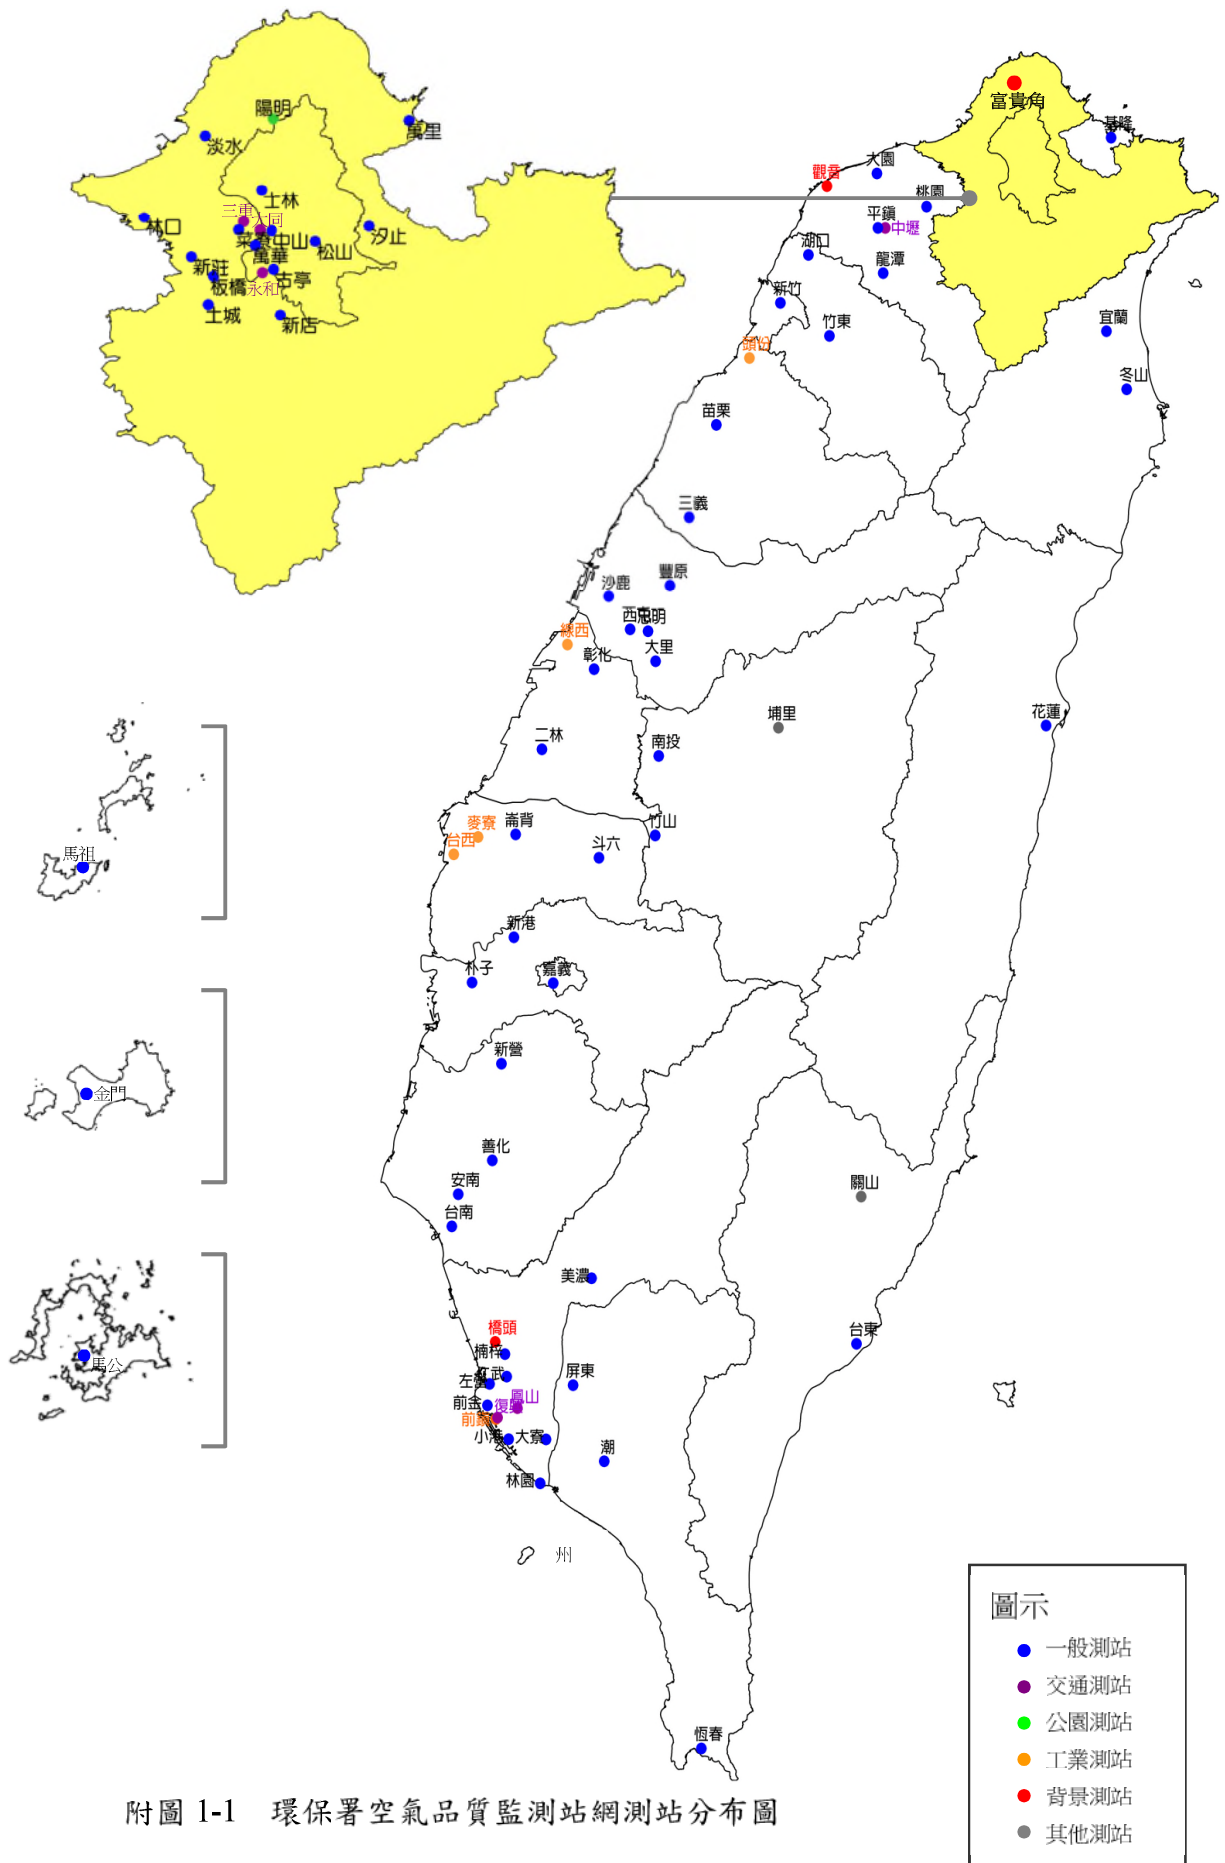 陽明
萬里
淡水
士林
三重
大同
林口
菜寮
中山
松山
汐止
萬華
新莊
板橋
永和
古亭
土城
新店
富貴角
基隆
大園
觀音
桃園
平鎮
中壢
湖口
龍潭
新竹
竹東
宜蘭
頭份
冬山
苗栗
三義
豐原
沙鹿
忠明
線西
大里
彰化
埔里
花蓮
二林
南投
麥寮
崙背
竹山
台西
斗六
馬祖
新港
朴子
嘉義
新營
金門
善化
安南
關山
台南
美濃
橋頭
台東
楠梓
屏東
左營
馬公
前金
復興
鳳山
小港
大寮
潮
林園
州
恆春
圖示
一般測站
交通測站
公園測站
工業測站
背景測站
其他測站
附圖 1-1 環保署空氣品質監測站網測站分布圖